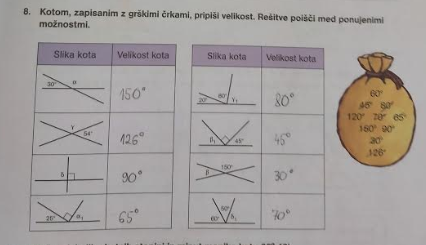 8. Kotom, zapisanim z grškimi črkami, pripiši velikost. Rešitve poišči med ponujenimi
možnostmi.
Slika kota Velikost kota Slika kota Velikost kota
30° α 150° 20° 80° γ₁ 80°
γ 54° 126° β₁ 45° 45°
δ 90° β 150° 30°
25° α₁ 65° 60° 50° δ₁ 70°
60°
45° 80°
120° 70° 65°
150° 90°
30°
126°